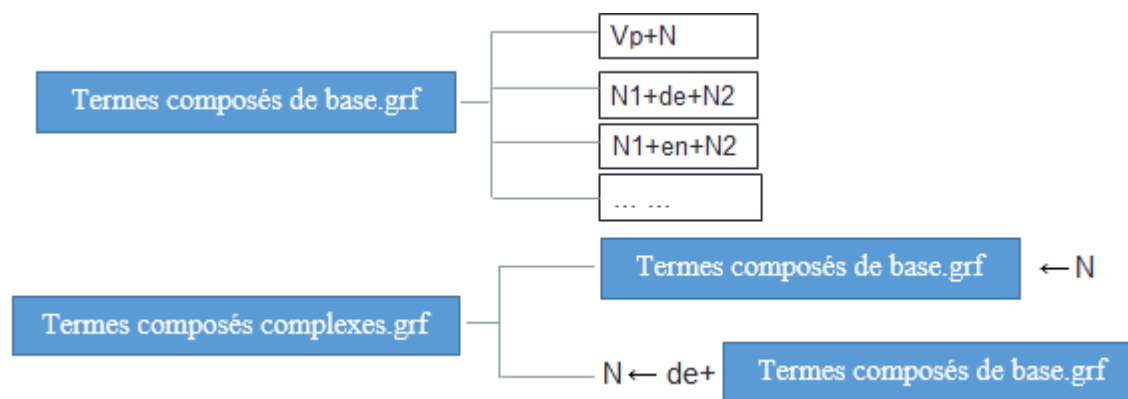 Vp+N
Termes composés de base.grf
N1+de+N2
N1+en+N2
... ...
Termes composés de base.grf ← N
Termes composés complexes.grf
N ← de+ Termes composés de base.grf